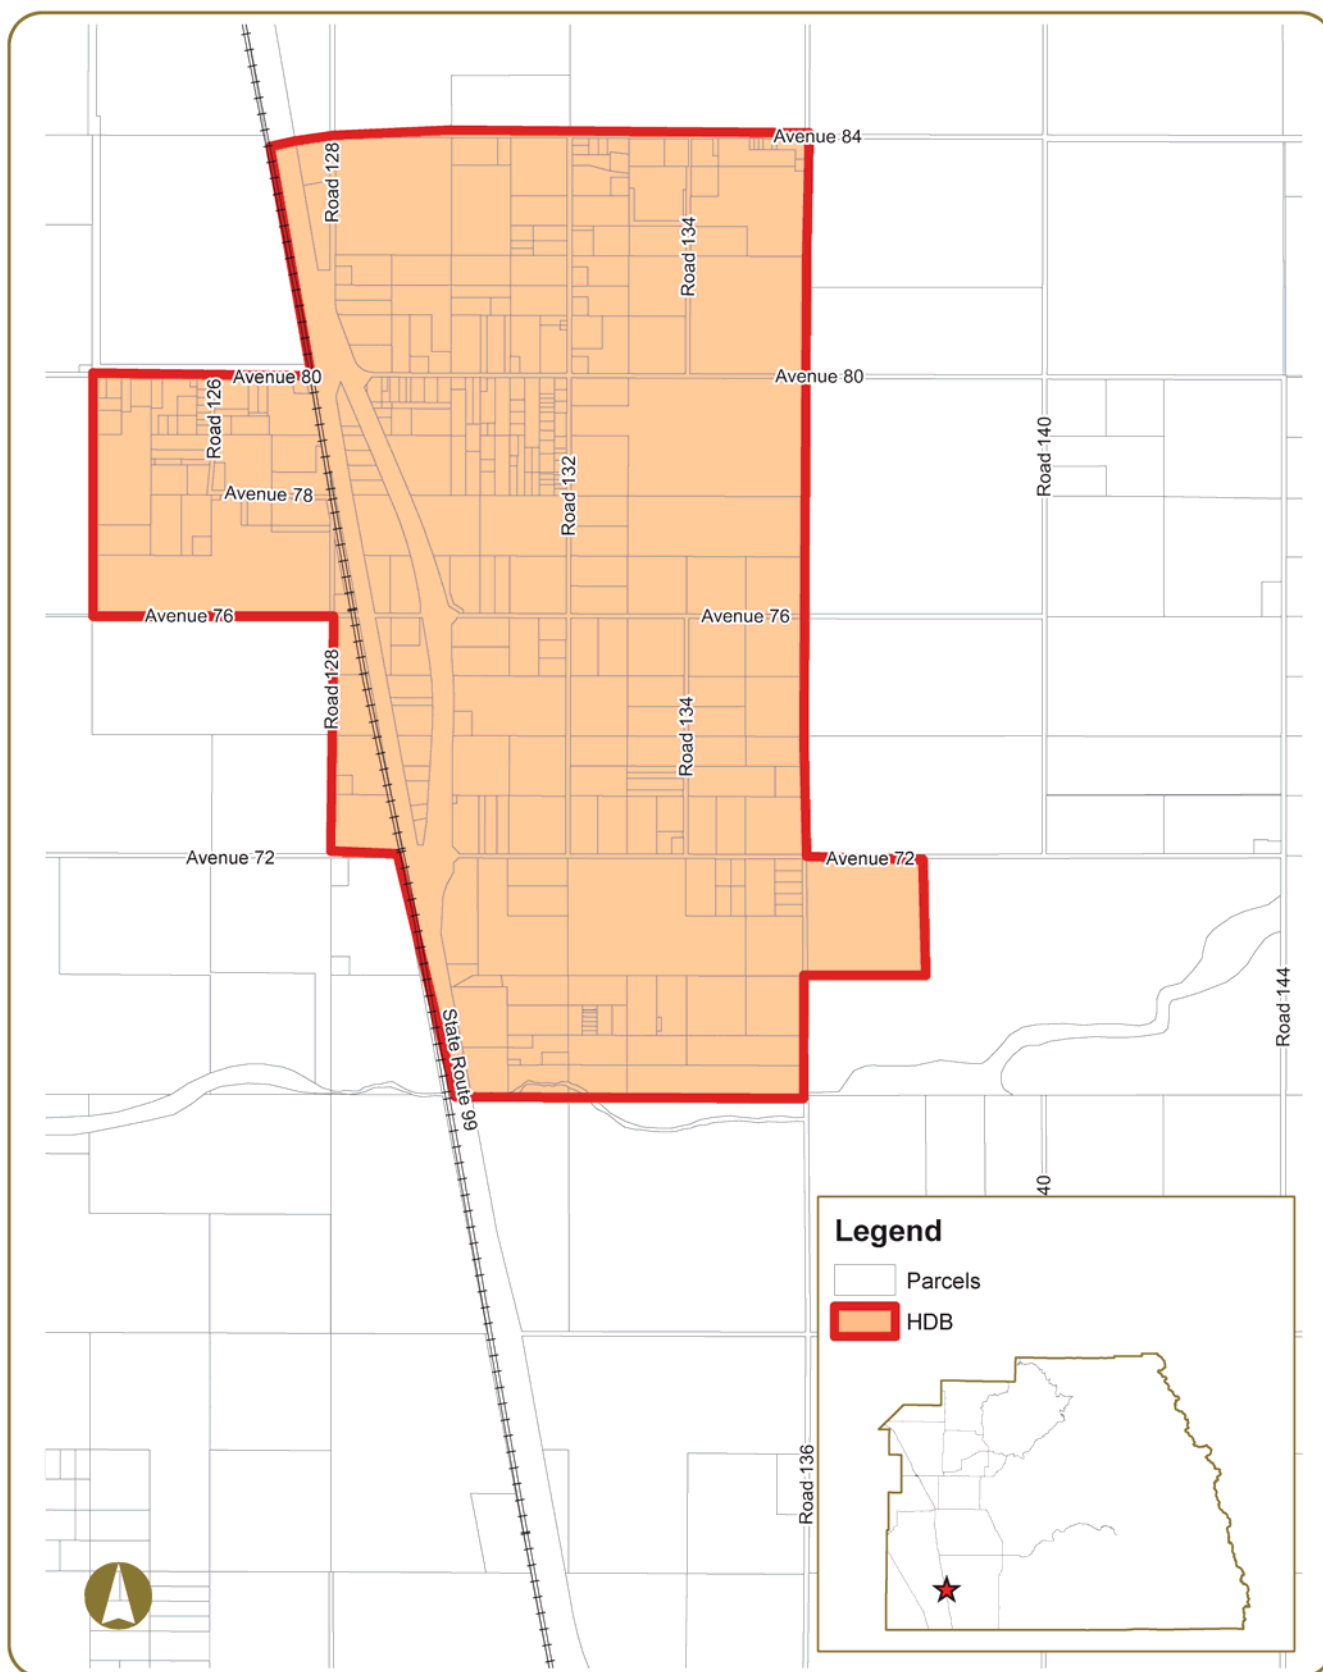 Avenue 84
Road 128
Road 134
Avenue 80
Avenue 80
Road 126
Road 140
Road 132
Avenue 78
Avenue 76
Avenue 76
Road 128
Road 134
Avenue 72
Avenue 72
Road 144
State Route 99
40
Legend
Parcels
HDB
Road 136